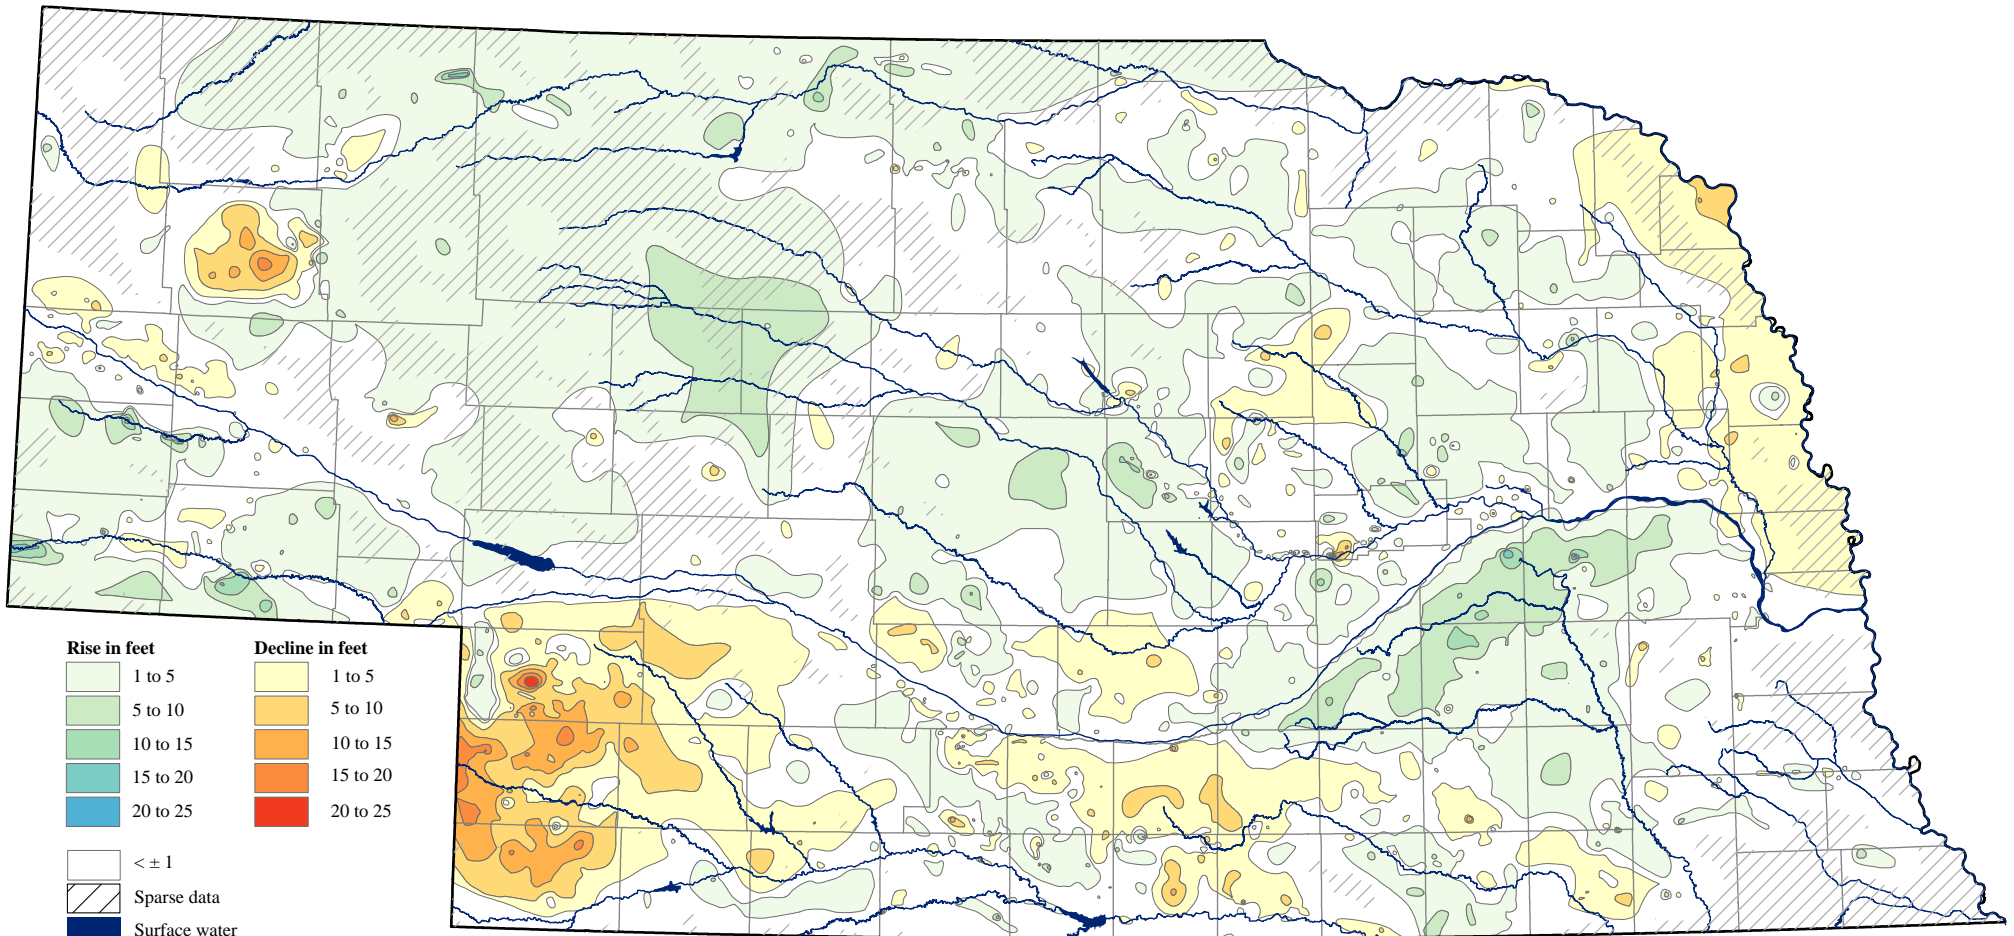 Rise in feet
1 to 5
5 to 10
10 to 15
15 to 20
20 to 25
Decline in feet
1 to 5
5 to 10
10 to 15
15 to 20
20 to 25
< ± 1
Sparse data
Surface water